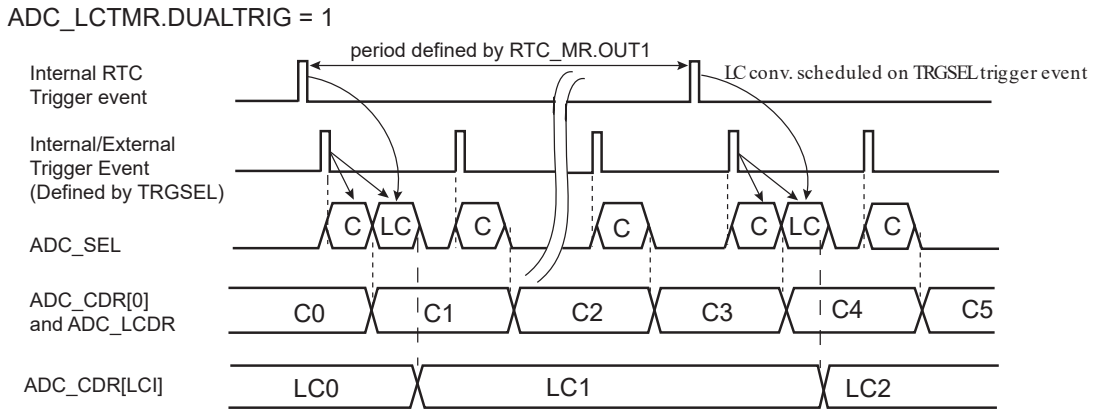 ADC_LCTMR.DUALTRIG = 1
period defined by RTC_MR.OUT1
Internal RTC
Trigger event
LC conv. scheduled on TRGSEL trigger event
Internal/External
Trigger Event
(Defined by TRGSEL)
ADC_SEL
C LC C C C LC C
ADC_CDR[0]
and ADC_LCDR
C0 C1 C2 C3 C4 C5
ADC_CDR[LCI]
LC0 LC1 LC2